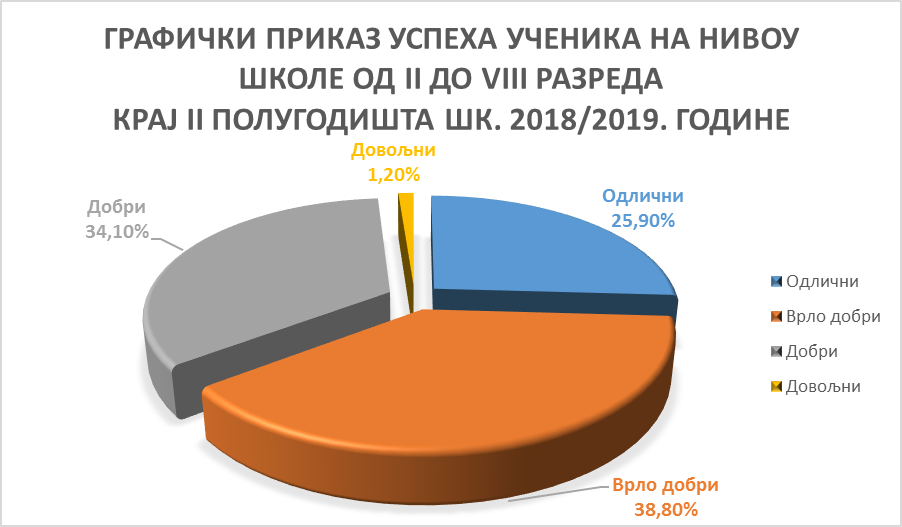 ГРАФИЧКИ ПРИКАЗ УСПЕХА УЧЕНИКА НА НИВОУ
ШКОЛЕ ОД II ДО VIII РАЗРЕДА
КРАЈ II ПОЛУГОДИШТА ШК. 2018/2019. ГОДИНЕ
Довољни
1,20%
Одлични
25,90%
Добри
34,10%
Одлични
Врло добри
Добри
Довољни
Врло добри
38,80%